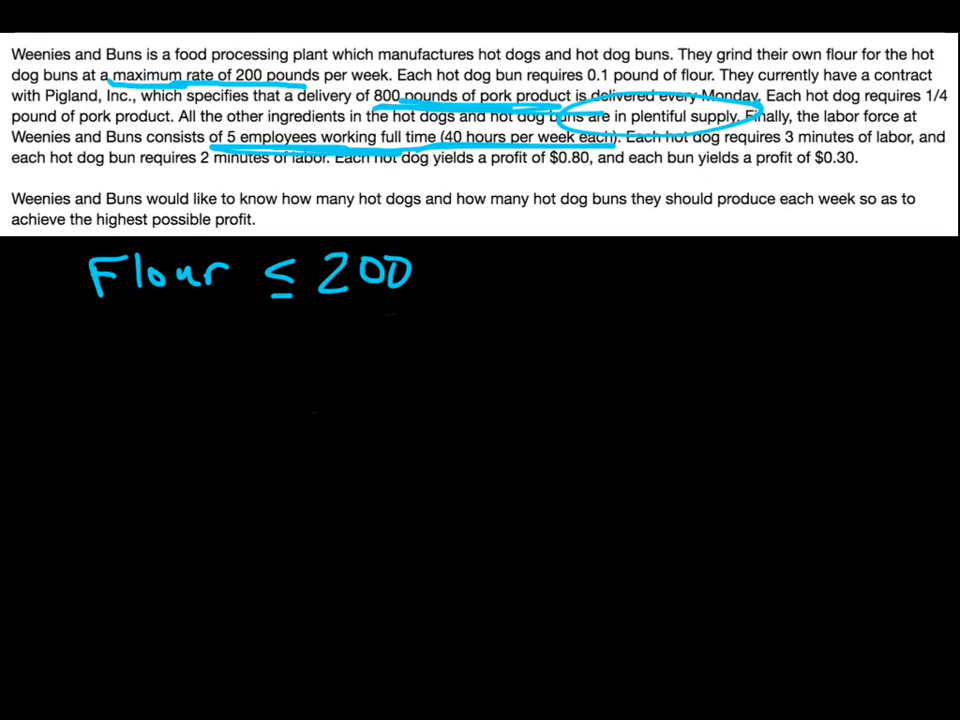 Weenies and Buns is a food processing plant which manufactures hot dogs and hot dog buns. They grind their own flour for the hot
dog buns at a maximum rate of 200 pounds per week. Each hot dog bun requires 0.1 pound of flour. They currently have a contract
with Pigland, Inc., which specifies that a delivery of 800 pounds of pork product is delivered every Monday. Each hot dog requires 1/4
pound of pork product. All the other ingredients in the hot dogs and hot dog buns are in plentiful supply. Finally, the labor force at
Weenies and Buns consists of 5 employees working full time (40 hours per week each). Each hot dog requires 3 minutes of labor, and
each hot dog bun requires 2 minutes of labor. Each hot dog yields a profit of $0.80, and each bun yields a profit of $0.30.
Weenies and Buns would like to know how many hot dogs and how many hot dog buns they should produce each week so as to
achieve the highest possible profit.
Flour ≤ 200